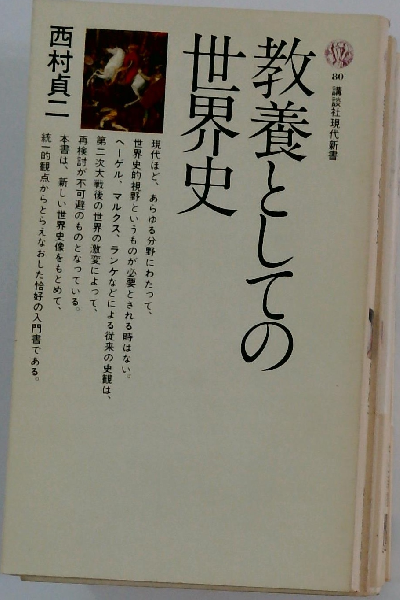 80 講談社現代新書
教養としての
世界史
西村貞二
現代ほど、あらゆる分野にわたって、
世界史的視野というものが必要とされる時はない。
ヘーゲル、マルクス、ランケなどによる従来の史観は、
第二次大戦後の世界の激変によって、
再検討が不可避のものとなっている。
本書は、新しい世界史像をもとめて、
統一的観点からとらえなおした恰好の入門書である。